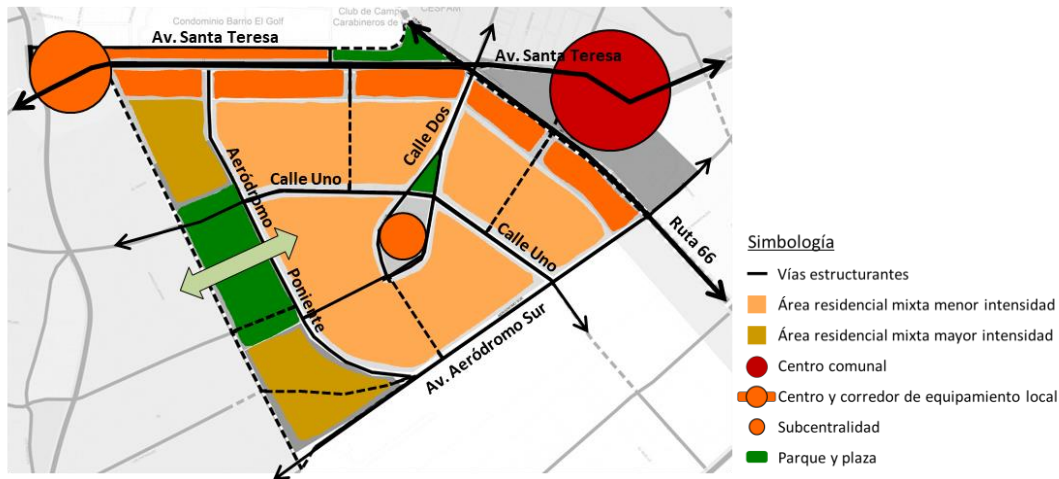 Condominio Barrio El Golf
Club de Campo
Carabineros de
CESFAM
Av. Santa Teresa
Av. Santa Teresa
Calle Dos
Aeródromo
Poniente
Calle Uno
Calle Uno
Ruta 66
Av. Aeródromo Sur
Simbología
Vías estructurantes
Área residencial mixta menor intensidad
Área residencial mixta mayor intensidad
Centro comunal
Centro y corredor de equipamiento local
Subcentralidad
Parque y plaza